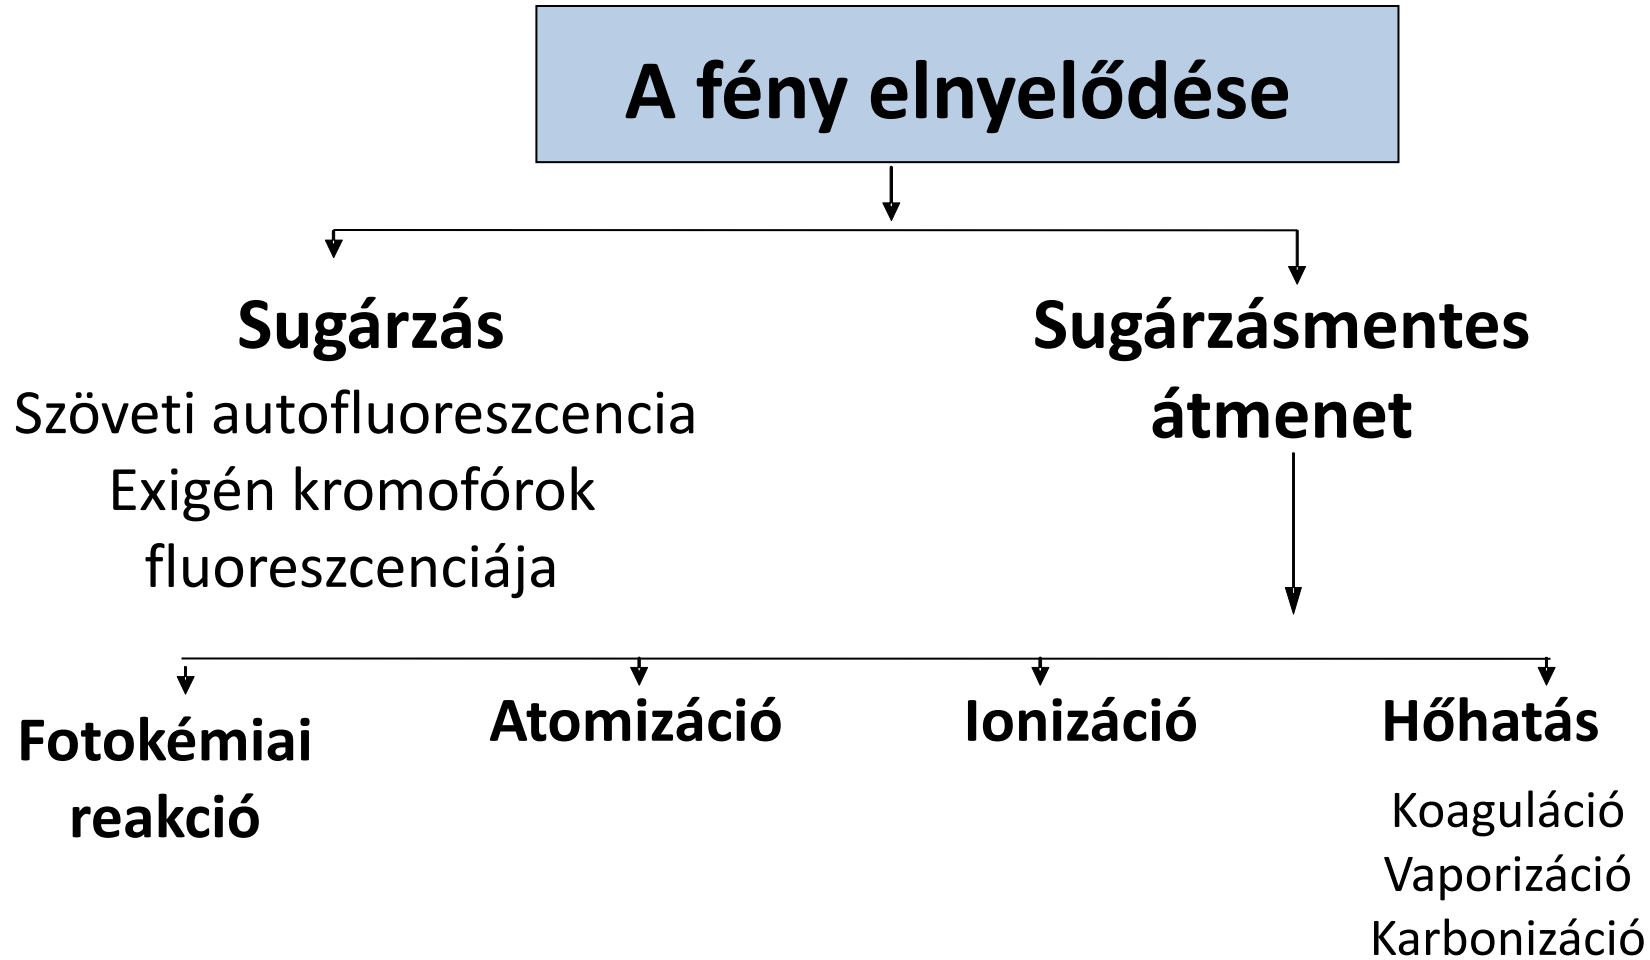 A fény elnyelődése
Sugárzás
Szöveti autofluoreszcencia
Exigén kromofórok
fluoreszcenciája
Sugárzásmentes
átmenet
Fotokémiai
reakció
Atomizáció
Ionizáció
Hőhatás
Koaguláció
Vaporizáció
Karbonizáció